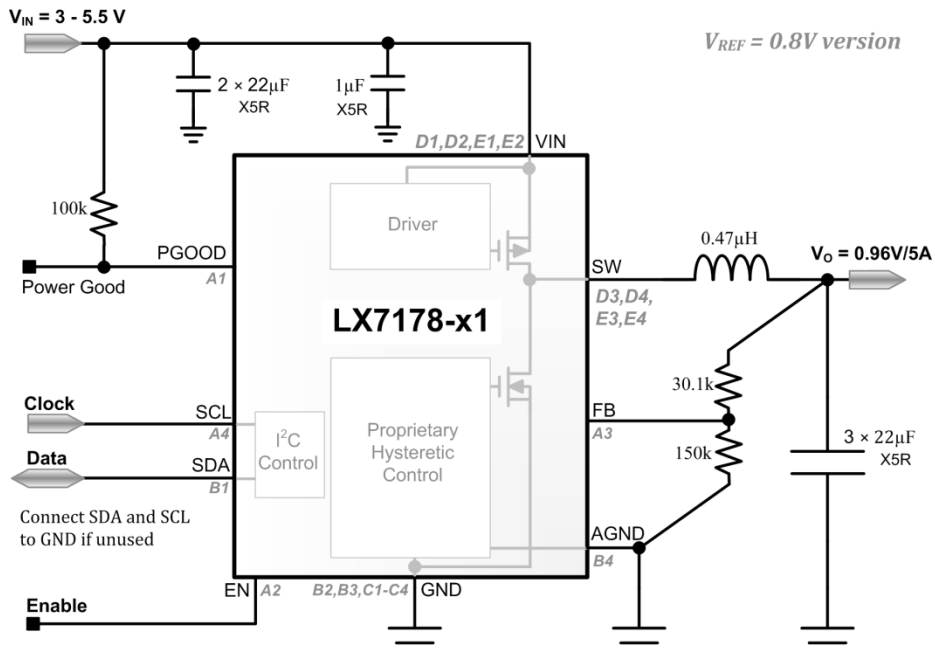 V_IN = 3 - 5.5 V
V_REF = 0.8V version
2 × 22µF
X5R
1µF
X5R
D1,D2,E1,E2
VIN
100k
Driver
PGOOD
A1
Power Good
0.47µH
V_O = 0.96V/5A
SW
D3,D4,
E3,E4
LX7178-x1
30.1k
Clock
SCL
A4
FB
A3
I²C
Control
Proprietary
Hysteretic
Control
150k
3 × 22µF
X5R
Data
SDA
B1
Connect SDA and SCL
to GND if unused
AGND
B4
EN
A2
B2,B3,C1-C4
GND
Enable